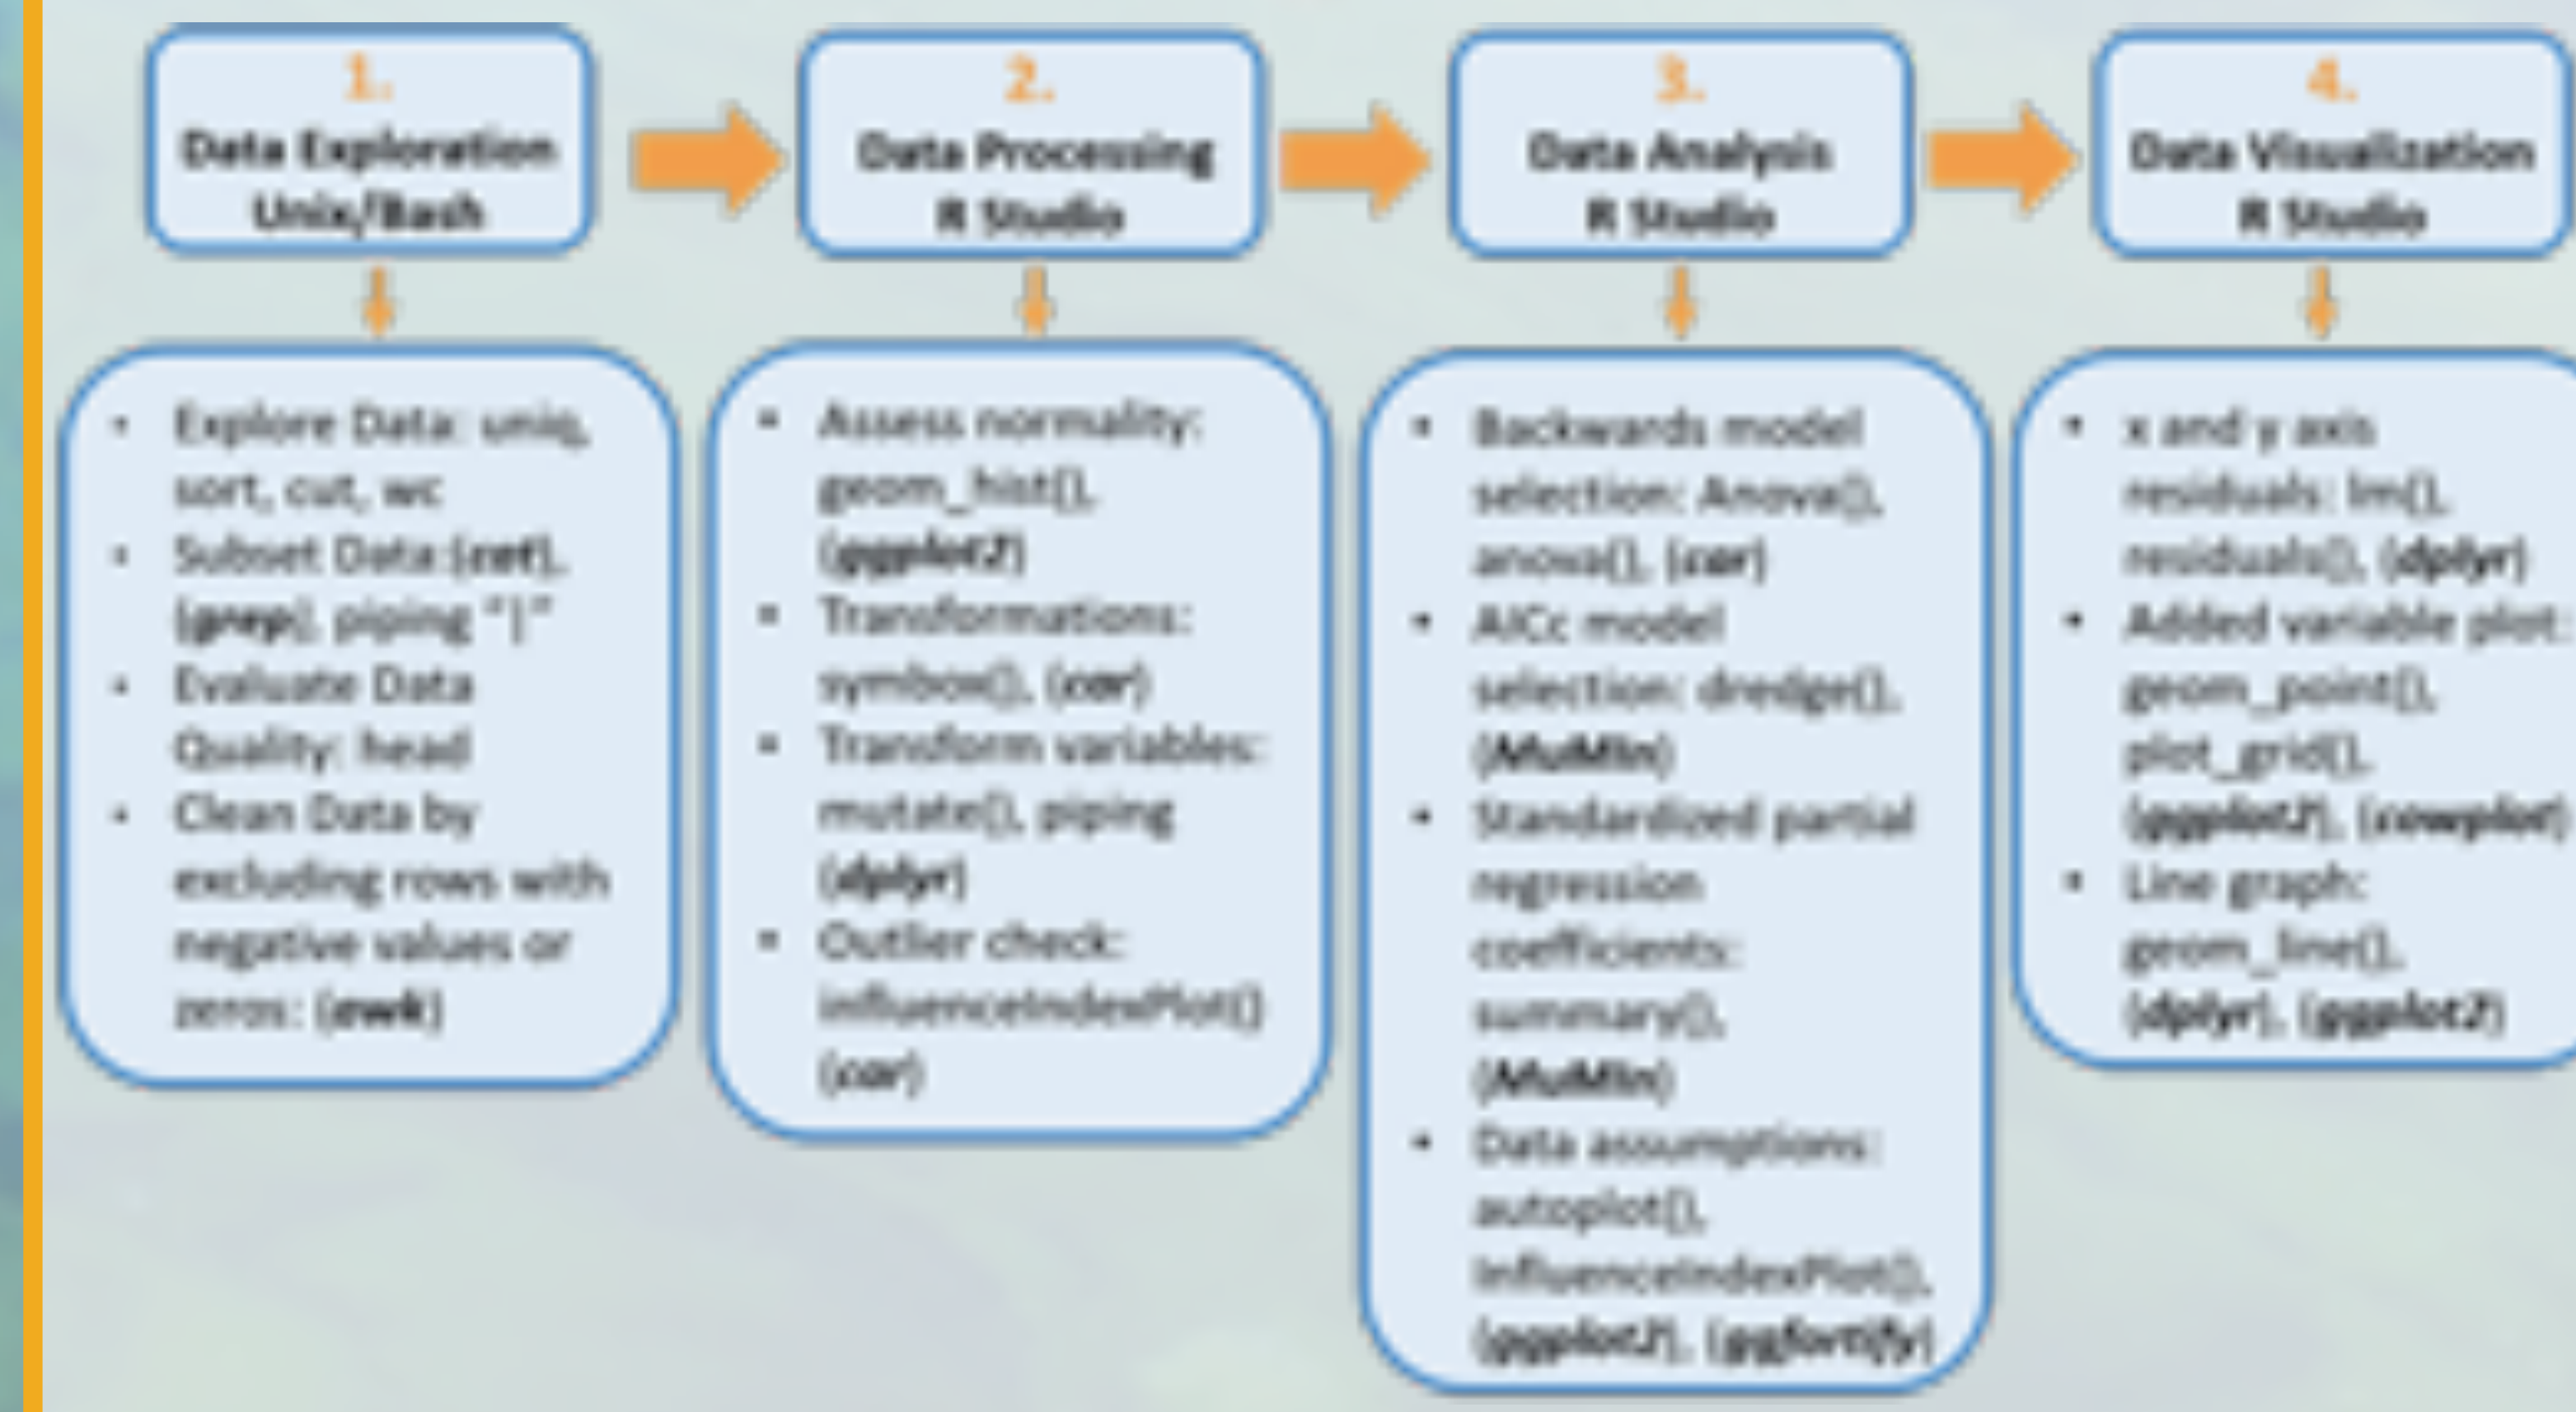 1.
Data Exploration
Unix/Bash
• Explore Data: uniq,
sort, cut, wc
• Subset Data:(cat),
(grep), piping “|”
• Evaluate Data
Quality: head
• Clean Data by
excluding rows with
negative values or
zeros: (awk)
2.
Data Processing
R Studio
• Assess normality:
geom_hist(),
(ggplot2)
• Transformations:
symbox(), (car)
• Transform variables:
mutate(), piping
(dplyr)
• Outlier check:
influenceIndexPlot()
(car)
3.
Data Analysis
R Studio
• Backwards model
selection: Anova(),
anova(), (car)
• AICc model
selection: dredge(),
(MuMIn)
• Standardized partial
regression
coefficients:
summary(),
(MuMIn)
• Data assumptions:
autoplot(),
InfluenceIndexPlot(),
(ggplot2), (ggfortify)
4.
Data Visualization
R Studio
• x and y axis
residuals: lm(),
residuals(), (dplyr)
• Added variable plot:
geom_point(),
plot_grid(),
(ggplot2), (cowplot)
• Line graph:
geom_line(),
(dplyr), (ggplot2)